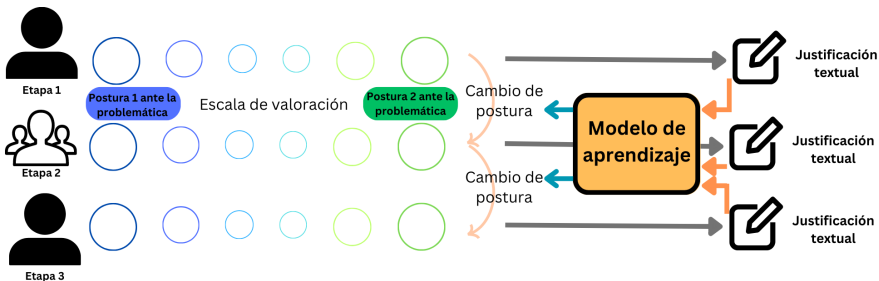 Etapa 1
Postura 1 ante la
problemática
Escala de valoración
Postura 2 ante la
problemática
Etapa 2
Etapa 3
Cambio de
postura
Cambio de
postura
Modelo de
aprendizaje
Justificación
textual
Justificación
textual
Justificación
textual